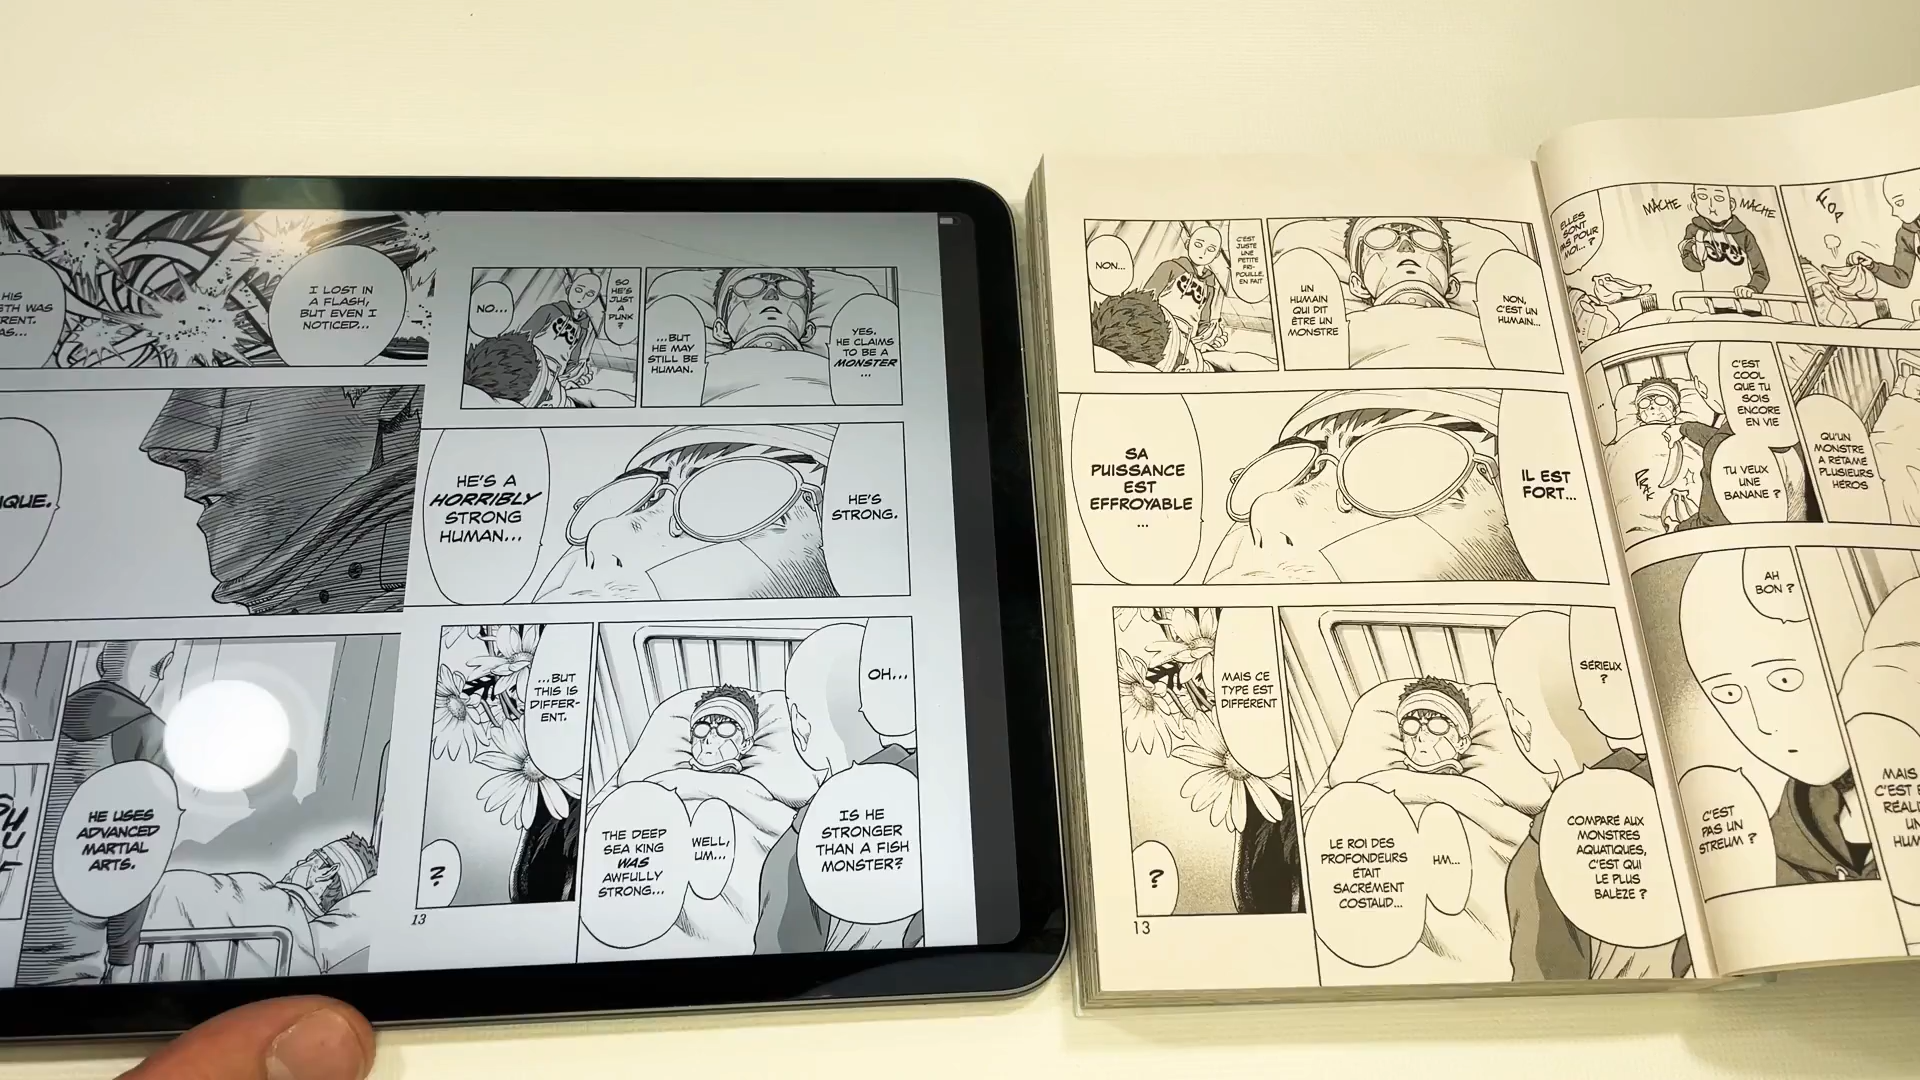 I LOST IN
A FLASH,
BUT EVEN I
NOTICED...
HIS
WAS
HE USES
ADVANCED
MARTIAL
ARTS.
YES.
HE CLAIMS
TO BE A
MONSTER
...
...BUT
HE MAY
STILL BE
HUMAN.
SO
HE'S
JUST
A
PUNK
?
NO...
HE'S
STRONG.
HE'S A
HORRIBLY
STRONG
HUMAN...
OH...
IS HE
STRONGER
THAN A FISH
MONSTER?
WELL,
UM...
THE DEEP
SEA KING
WAS
AWFULLY
STRONG...
...BUT
THIS IS
DIFFER-
ENT.
?
13
NON,
C'EST UN
HUMAIN...
UN
HUMAIN
QUI DIT
ÊTRE UN
MONSTRE
C'EST
JUSTE
UNE
PETITE
FRI-
POUILLE,
EN FAIT
NON...
IL EST
FORT...
SA
PUISSANCE
EST
EFFROYABLE
...
SÉRIEUX
?
COMPARÉ AUX
MONSTRES
AQUATIQUES,
C'EST QUI
LE PLUS
BALÈZE ?
HM...
LE ROI DES
PROFONDEURS
ÉTAIT
SACRÉMENT
COSTAUD...
MAIS CE
TYPE EST
DIFFÉRENT
?
13
FOP
MÂCHE
MÂCHE
ELLES
SONT
PAS POUR
MOI... ?
QU'UN
MONSTRE
A RÉTAMÉ
PLUSIEURS
HÉROS
C'EST
COOL
QUE TU
SOIS
ENCORE
EN VIE
TU VEUX
UNE
BANANE ?
...
MAIS
C'EST
AH
BON ?
C'EST
PAS UN
STREUM ?